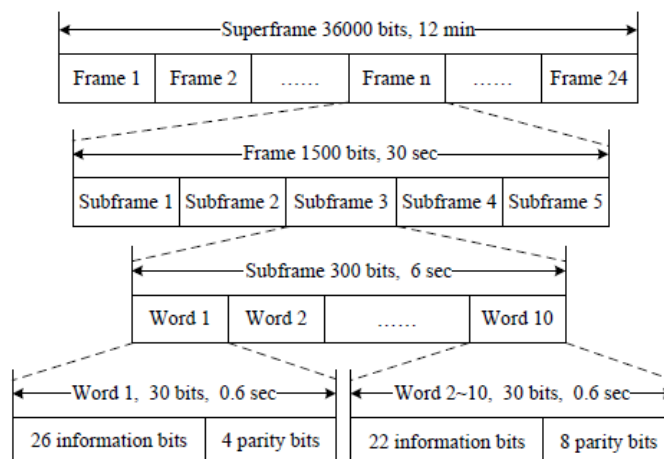 Superframe 36000 bits, 12 min
Frame 1 Frame 2 ...... Frame n ...... Frame 24
Frame 1500 bits, 30 sec
Subframe 1 Subframe 2 Subframe 3 Subframe 4 Subframe 5
Subframe 300 bits, 6 sec
Word 1 Word 2 ...... Word 10
Word 1, 30 bits, 0.6 sec Word 2~10, 30 bits, 0.6 sec
26 information bits 4 parity bits 22 information bits 8 parity bits